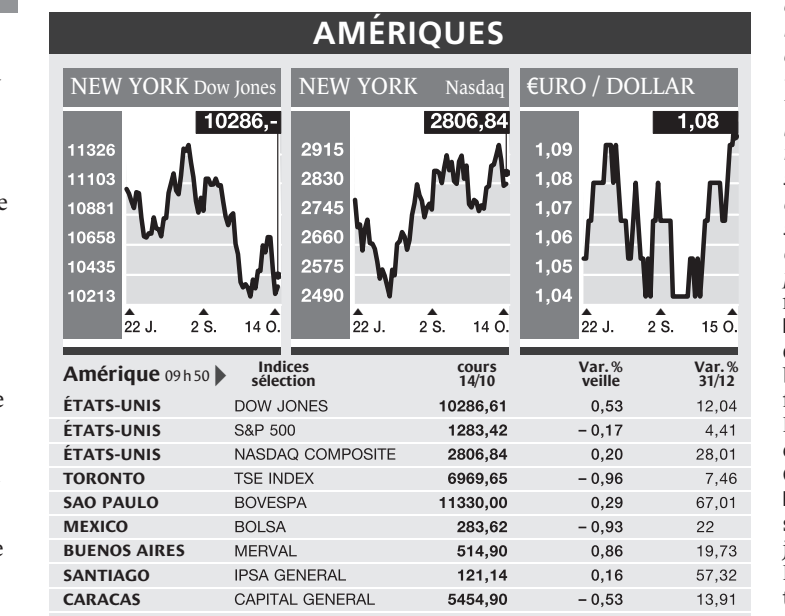 AMÉRIQUES
NEW YORK Dow Jones
10286,-
11326
11103
10881
10658
10435
10213
22 J. 2 S. 14 O.
NEW YORK Nasdaq
2806,84
2915
2830
2745
2660
2575
2490
22 J. 2 S. 14 O.
€URO / DOLLAR
1,08
1,09
1,08
1,07
1,06
1,05
1,04
22 J. 2 S. 15 O.
Amérique 09h50 Indices sélection cours 14/10 Var. % veille Var. % 31/12
ÉTATS-UNIS DOW JONES 10286,61 0,53 12,04
ÉTATS-UNIS S&P 500 1283,42 – 0,17 4,41
ÉTATS-UNIS NASDAQ COMPOSITE 2806,84 0,20 28,01
TORONTO TSE INDEX 6969,65 – 0,96 7,46
SAO PAULO BOVESPA 11330,00 0,29 67,01
MEXICO BOLSA 283,62 – 0,93 22
BUENOS AIRES MERVAL 514,90 0,86 19,73
SANTIAGO IPSA GENERAL 121,14 0,16 57,32
CARACAS CAPITAL GENERAL 5454,90 – 0,53 13,91